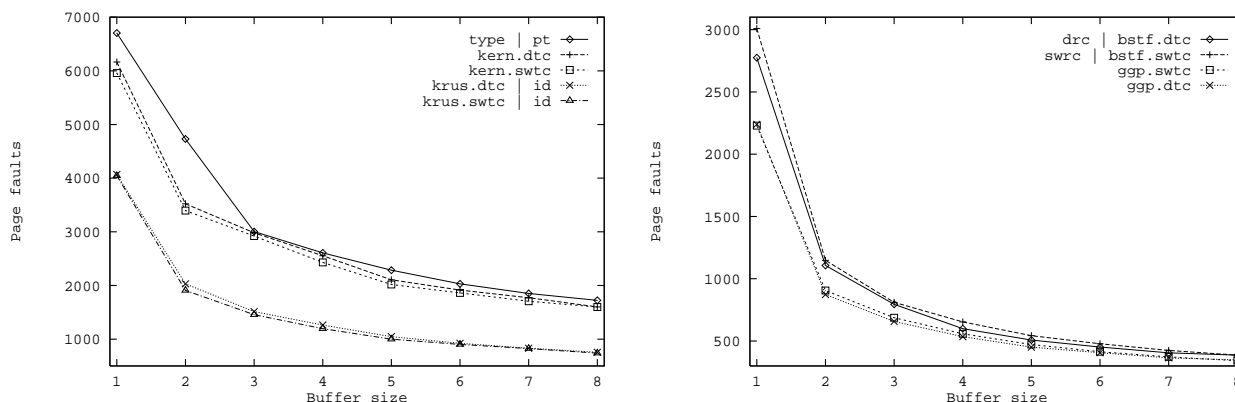 7000
6000
5000
4000
3000
2000
1000
Page faults
type | pt
kern.dtc
kern.swtc
krus.dtc | id
krus.swtc | id
1 2 3 4 5 6 7 8
Buffer size
3000
2500
2000
1500
1000
500
Page faults
drc | bstf.dtc
swrc | bstf.swtc
ggp.swtc
ggp.dtc
1 2 3 4 5 6 7 8
Buffer size